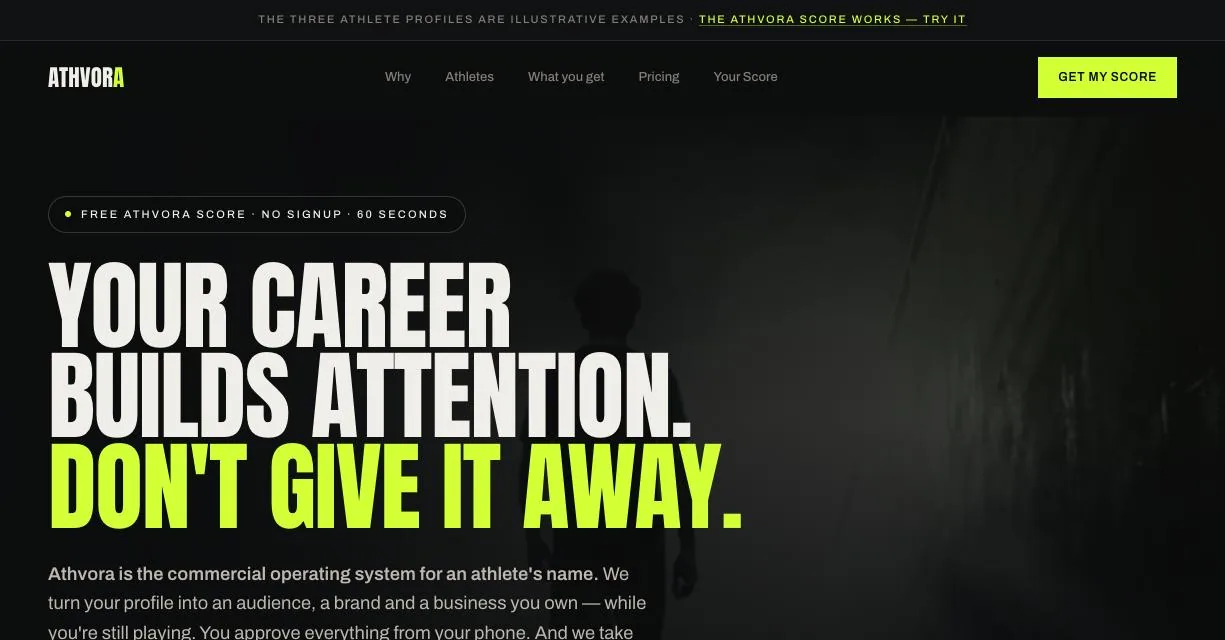 THE THREE ATHLETE PROFILES ARE ILLUSTRATIVE EXAMPLES · THE ATHVORA SCORE WORKS — TRY IT
ATHVORA
Why
Athletes
What you get
Pricing
Your Score
GET MY SCORE
FREE ATHVORA SCORE · NO SIGNUP · 60 SECONDS
YOUR CAREER
BUILDS ATTENTION.
DON'T GIVE IT AWAY.
Athvora is the commercial operating system for an athlete's name. We
turn your profile into an audience, a brand and a business you own — while
you're still playing. You approve everything from your phone. And we take